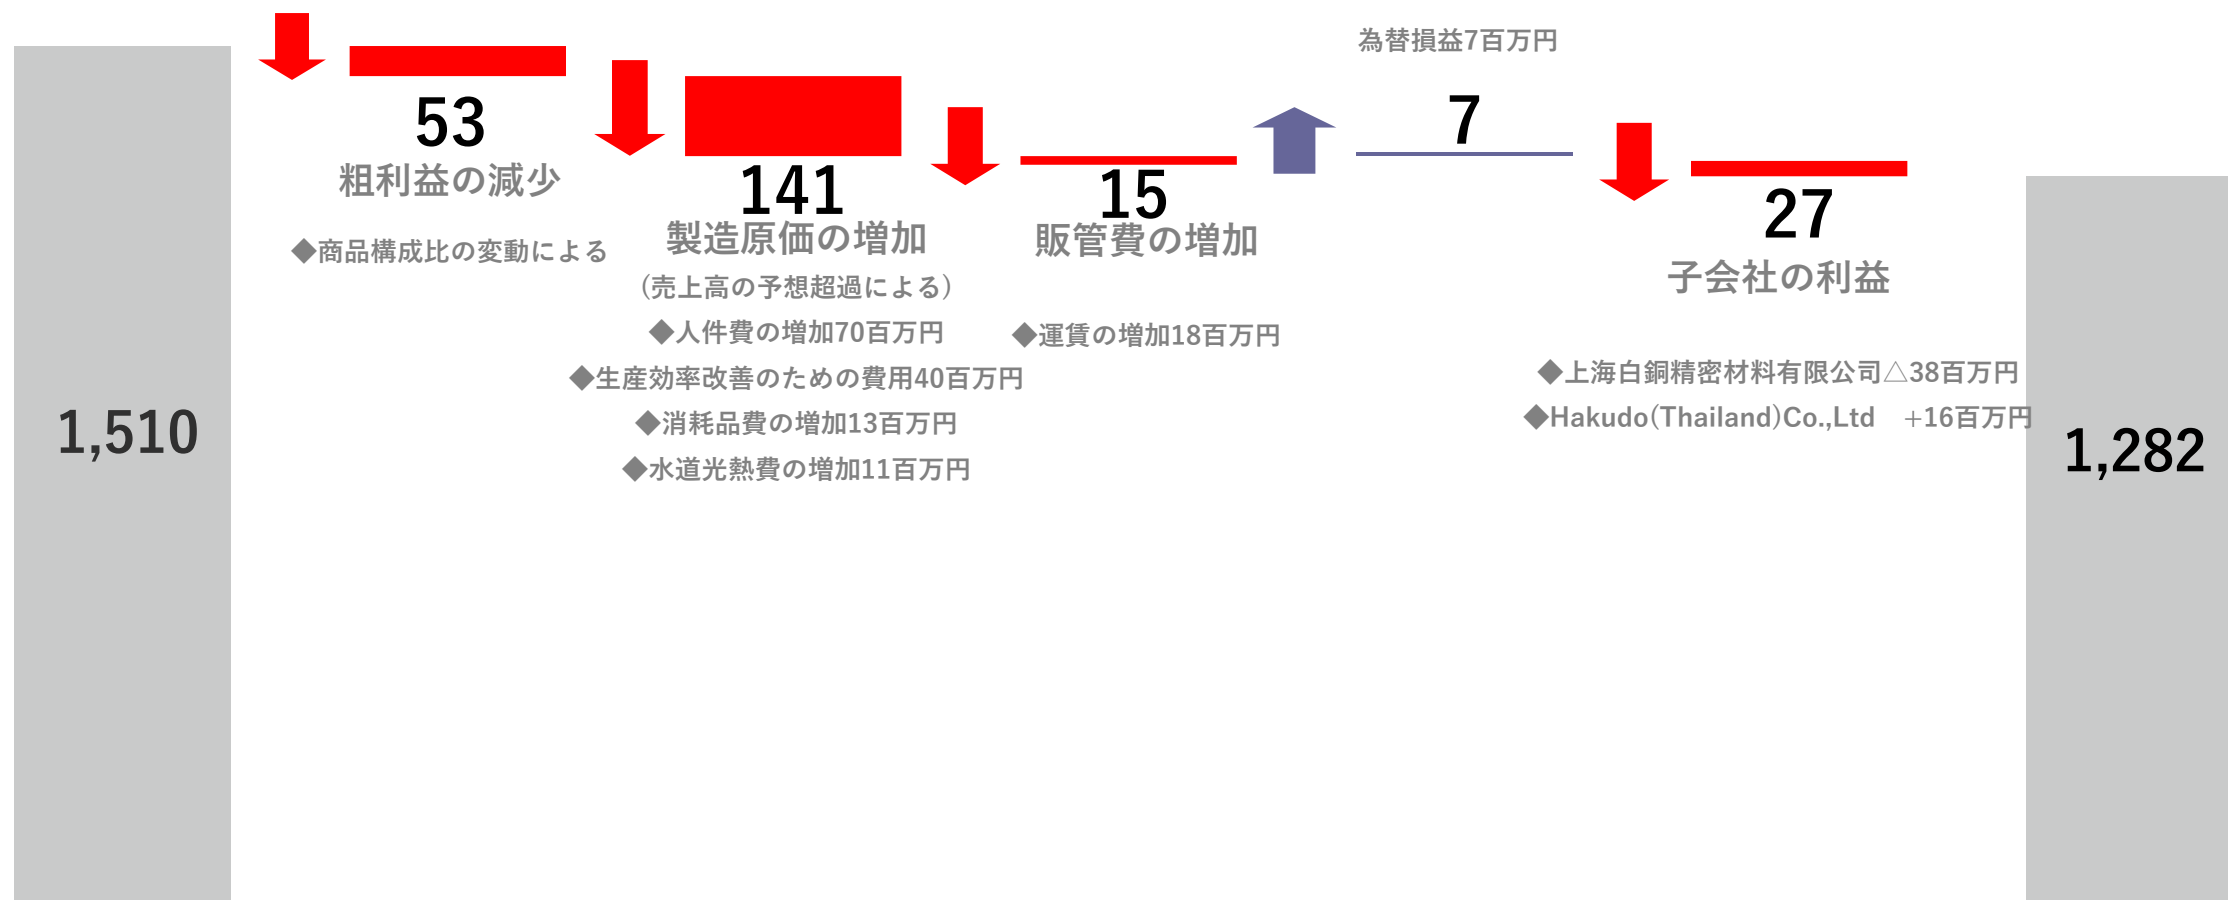 1,510
53
粗利益の減少
◆商品構成比の変動による
141
製造原価の増加
(売上高の予想超過による)
◆人件費の増加70百万円
◆生産効率改善のための費用40百万円
◆消耗品費の増加13百万円
◆水道光熱費の増加11百万円
15
販管費の増加
◆運賃の増加18百万円
為替損益7百万円
7
27
子会社の利益
◆上海白銅精密材料有限公司△38百万円
◆Hakudo(Thailand)Co.,Ltd　+16百万円
1,282